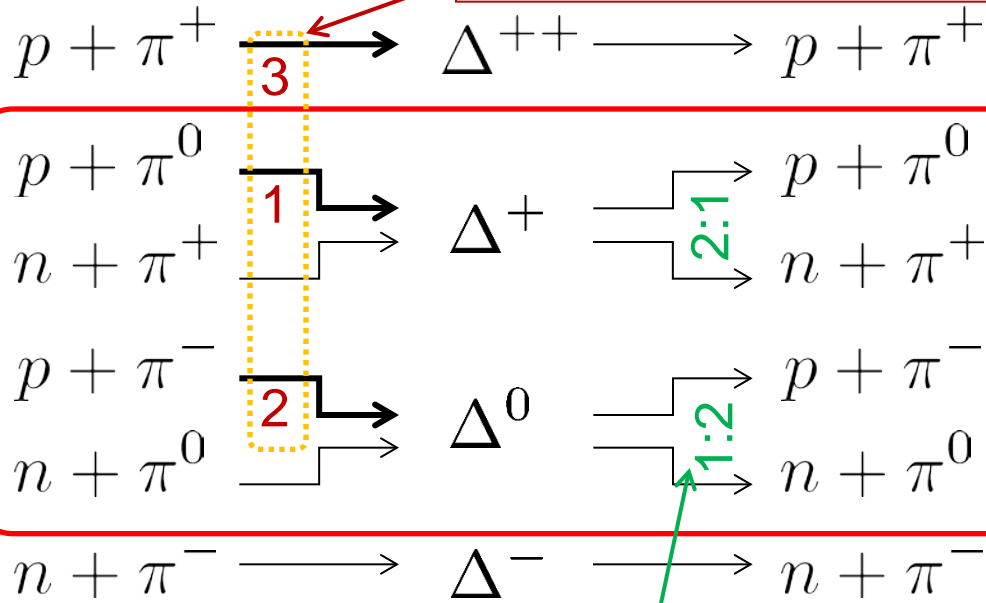 p + π⁺ 3 Δ⁺⁺ p + π⁺
p + π⁰ 1 p + π⁰
Δ⁺ 2:1
n + π⁺ n + π⁺
p + π⁻ 2 p + π⁻
Δ⁰ 1:2
n + π⁰ n + π⁰
n + π⁻ Δ⁻ n + π⁻